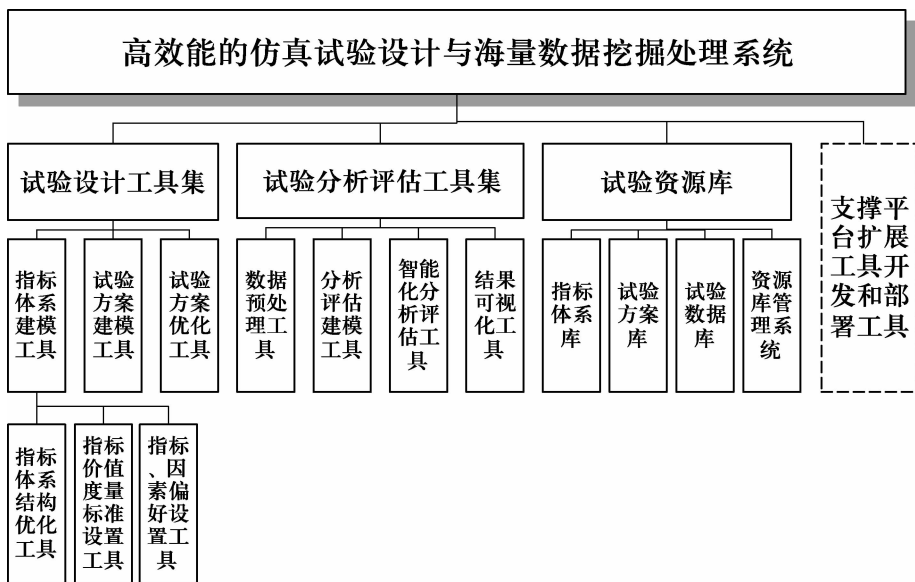 高效能的仿真试验设计与海量数据挖掘处理系统
试验设计工具集
试验分析评估工具集
试验资源库
支撑平
台扩展
工具开
发和部
署工具
指标
体系
建模
工具
试验
方案
建模
工具
试验
方案
优化
工具
数据
预处
理工
具
分析
评估
建模
工具
智能
化分
析评
估工
具
结果
可视
化工
具
指标
体系
库
试验
方案
库
试验
数据
库
资源
库管
理系
统
指标
体系
结构
优化
工具
指标
价值
度量
标准
设置
工具
指标
、因
素偏
好设
置工
具